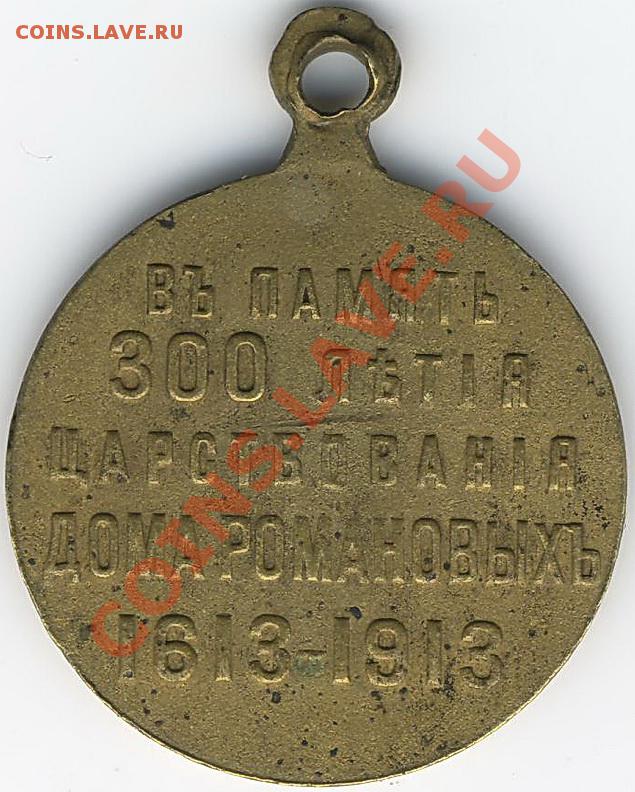 COINS.LAVE.RU
ВЪ ПАМЯТЬ
300 ЛѢТІЯ
ЦАРСТВОВАНІЯ
ДОМА РОМАНОВЫХЪ
1613-1913
COINS.LAVE.RU